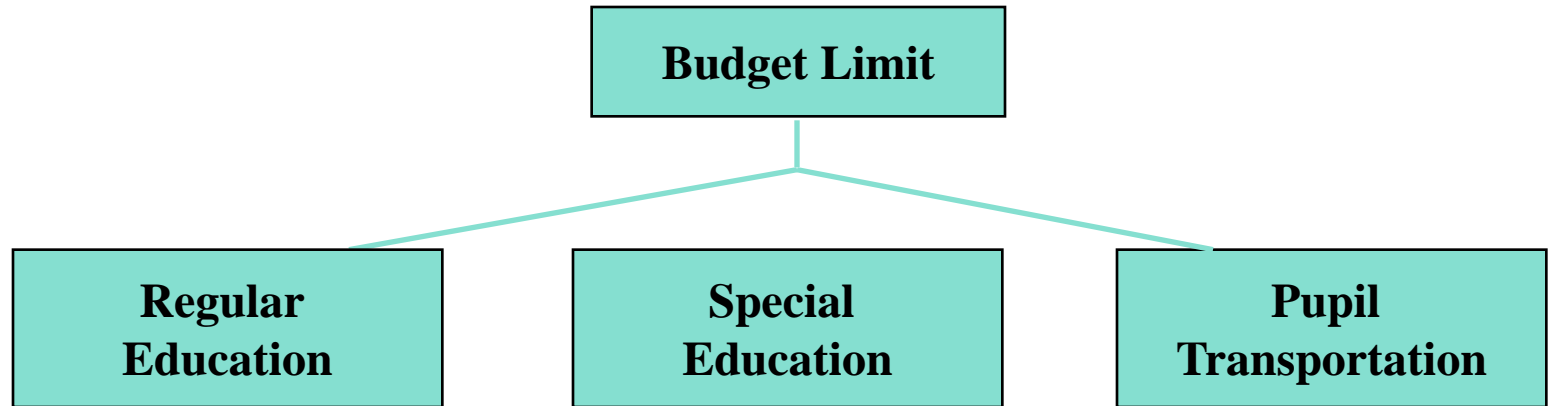 Budget Limit
Regular
Education
Special
Education
Pupil
Transportation